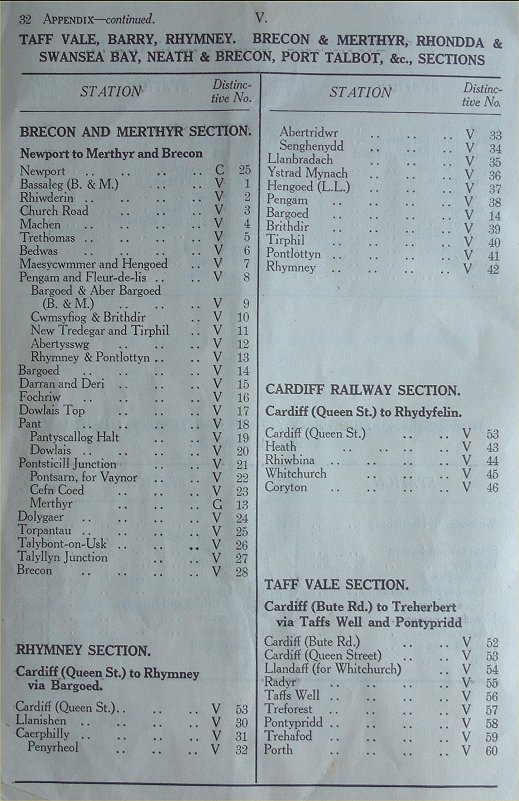 32 APPENDIX—continued. V.
TAFF VALE, BARRY, RHYMNEY. BRECON & MERTHYR, RHONDDA &
SWANSEA BAY, NEATH & BRECON, PORT TALBOT, &c., SECTIONS
STATION Distinc-
tive No.
BRECON AND MERTHYR SECTION.
Newport to Merthyr and Brecon
Newport .. .. .. .. C 25
Bassaleg (B. & M.) ... .. V 1
Rhiwderin .. .. .. .. V 2
Church Road .. .. .. V 3
Machen .. .. .. .. V 4
Trethomas .. .. .. .. V 5
Bedwas .. .. .. .. V 6
Maesycwmmer and Hengoed .. V 7
Pengam and Fleur-de-lis .. .. V 8
Bargoed & Aber Bargoed
(B. & M.) .. .. .. V 9
Cwmsyfiog & Brithdir .. V 10
New Tredegar and Tirphil .. V 11
Abertysswg .. .. .. V 12
Rhymney & Pontlottyn .. .. V 13
Bargoed .. .. .. .. V 14
Darran and Deri .. .. .. V 15
Fochriw .. .. .. .. V 16
Dowlais Top .. .. .. V 17
Pant .. .. .. .. V 18
Pantyscallog Halt .. .. V 19
Dowlais .. .. .. .. V 20
Pontsticill Junction .. .. V 21
Pontsarn, for Vaynor .. .. V 22
Cefn Coed .. .. .. V 23
Merthyr .. .. .. G 13
Dolygaer .. .. .. .. V 24
Torpantau .. .. .. .. V 25
Talybont-on-Usk .. .. .. V 26
Talyllyn Junction .. .. V 27
Brecon .. .. .. .. V 28
RHYMNEY SECTION.
Cardiff (Queen St.) to Rhymney
via Bargoed.
Cardiff (Queen St.).. .. .. V 53
Llanishen .. .. .. .. V 30
Caerphilly .. .. .. .. V 31
Penyrheol .. .. .. V 32
STATION Distinc-
tive No.
Abertridwr .. .. .. V 33
Senghenydd .. .. .. V 34
Llanbradach .. .. .. V 35
Ystrad Mynach .. .. .. V 36
Hengoed (L.L.) .. .. .. V 37
Pengam .. .. .. .. V 38
Bargoed .. .. .. .. V 14
Brithdir .. .. .. .. V 39
Tirphil .. .. .. .. V 40
Pontlottyn .. .. .. .. V 41
Rhymney .. .. .. .. V 42
CARDIFF RAILWAY SECTION.
Cardiff (Queen St.) to Rhydyfelin.
Cardiff (Queen St.) .. .. V 53
Heath .. .. .. .. V 43
Rhiwbina .. .. .. .. V 44
Whitchurch .. .. .. V 45
Coryton .. .. .. .. V 46
TAFF VALE SECTION.
Cardiff (Bute Rd.) to Treherbert
via Taffs Well and Pontypridd
Cardiff (Bute Rd.) .. .. V 52
Cardiff (Queen Street) .. .. V 53
Llandaff (for Whitchurch) .. V 54
Radyr .. .. .. .. V 55
Taffs Well .. .. .. .. V 56
Treforest .. .. .. .. V 57
Pontypridd .. .. .. .. V 58
Trehafod .. .. .. .. V 59
Porth .. .. .. .. V 60